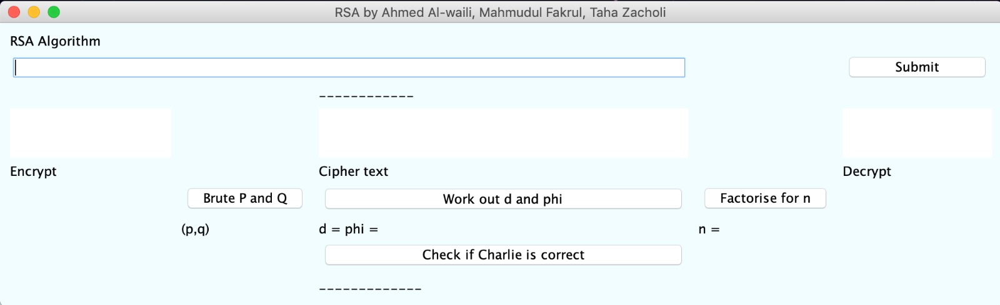 RSA by Ahmed Al-waili, Mahmudul Fakrul, Taha Zacholi
RSA Algorithm
Submit
------------
Encrypt
Cipher text
Decrypt
Brute P and Q
Work out d and phi
Factorise for n
(p,q)
d = phi =
n =
Check if Charlie is correct
-------------